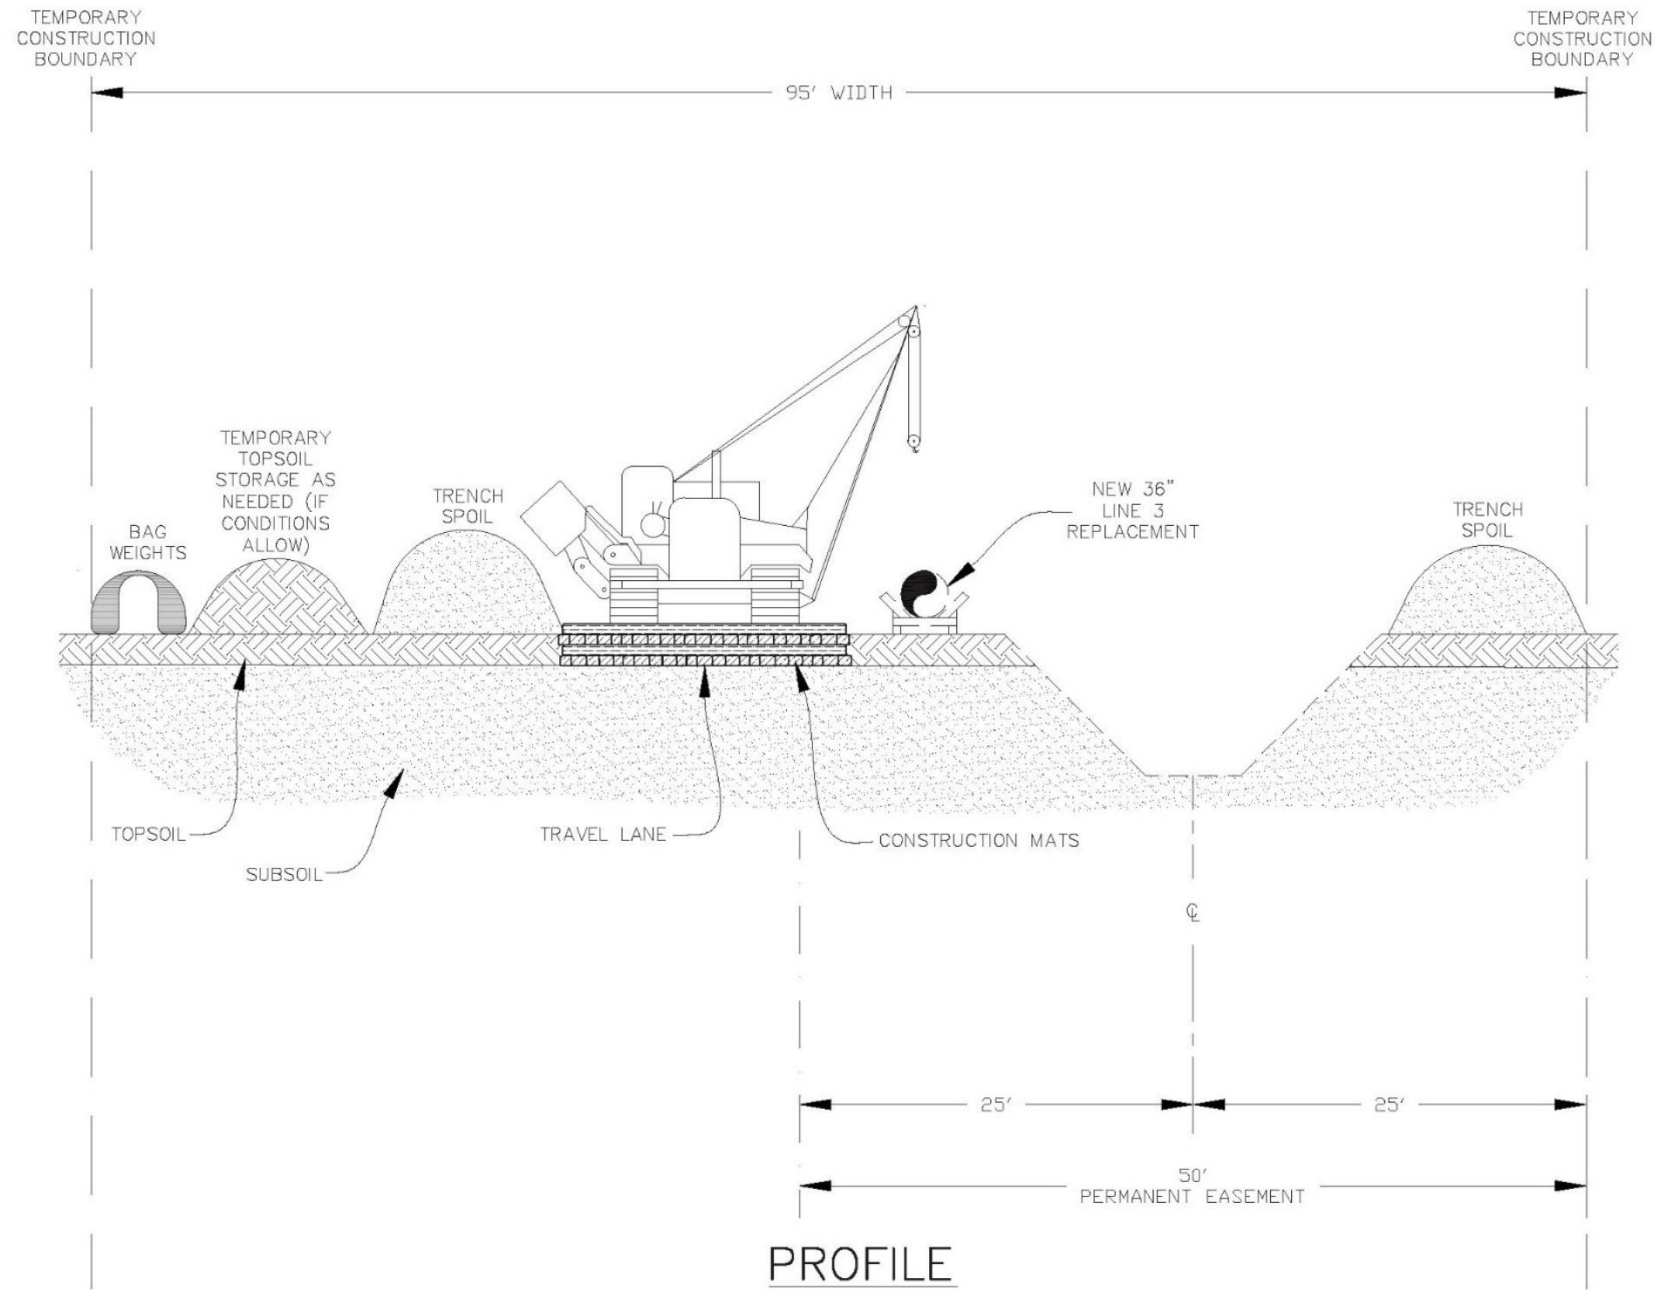 TEMPORARY
CONSTRUCTION
BOUNDARY
TEMPORARY
CONSTRUCTION
BOUNDARY
95' WIDTH
TEMPORARY
TOPSOIL
STORAGE AS
NEEDED (IF
CONDITIONS
ALLOW)
BAG
WEIGHTS
TRENCH
SPOIL
NEW 36"
LINE 3
REPLACEMENT
TRENCH
SPOIL
TOPSOIL
SUBSOIL
TRAVEL LANE
CONSTRUCTION MATS
℄
25'
25'
50'
PERMANENT EASEMENT
PROFILE